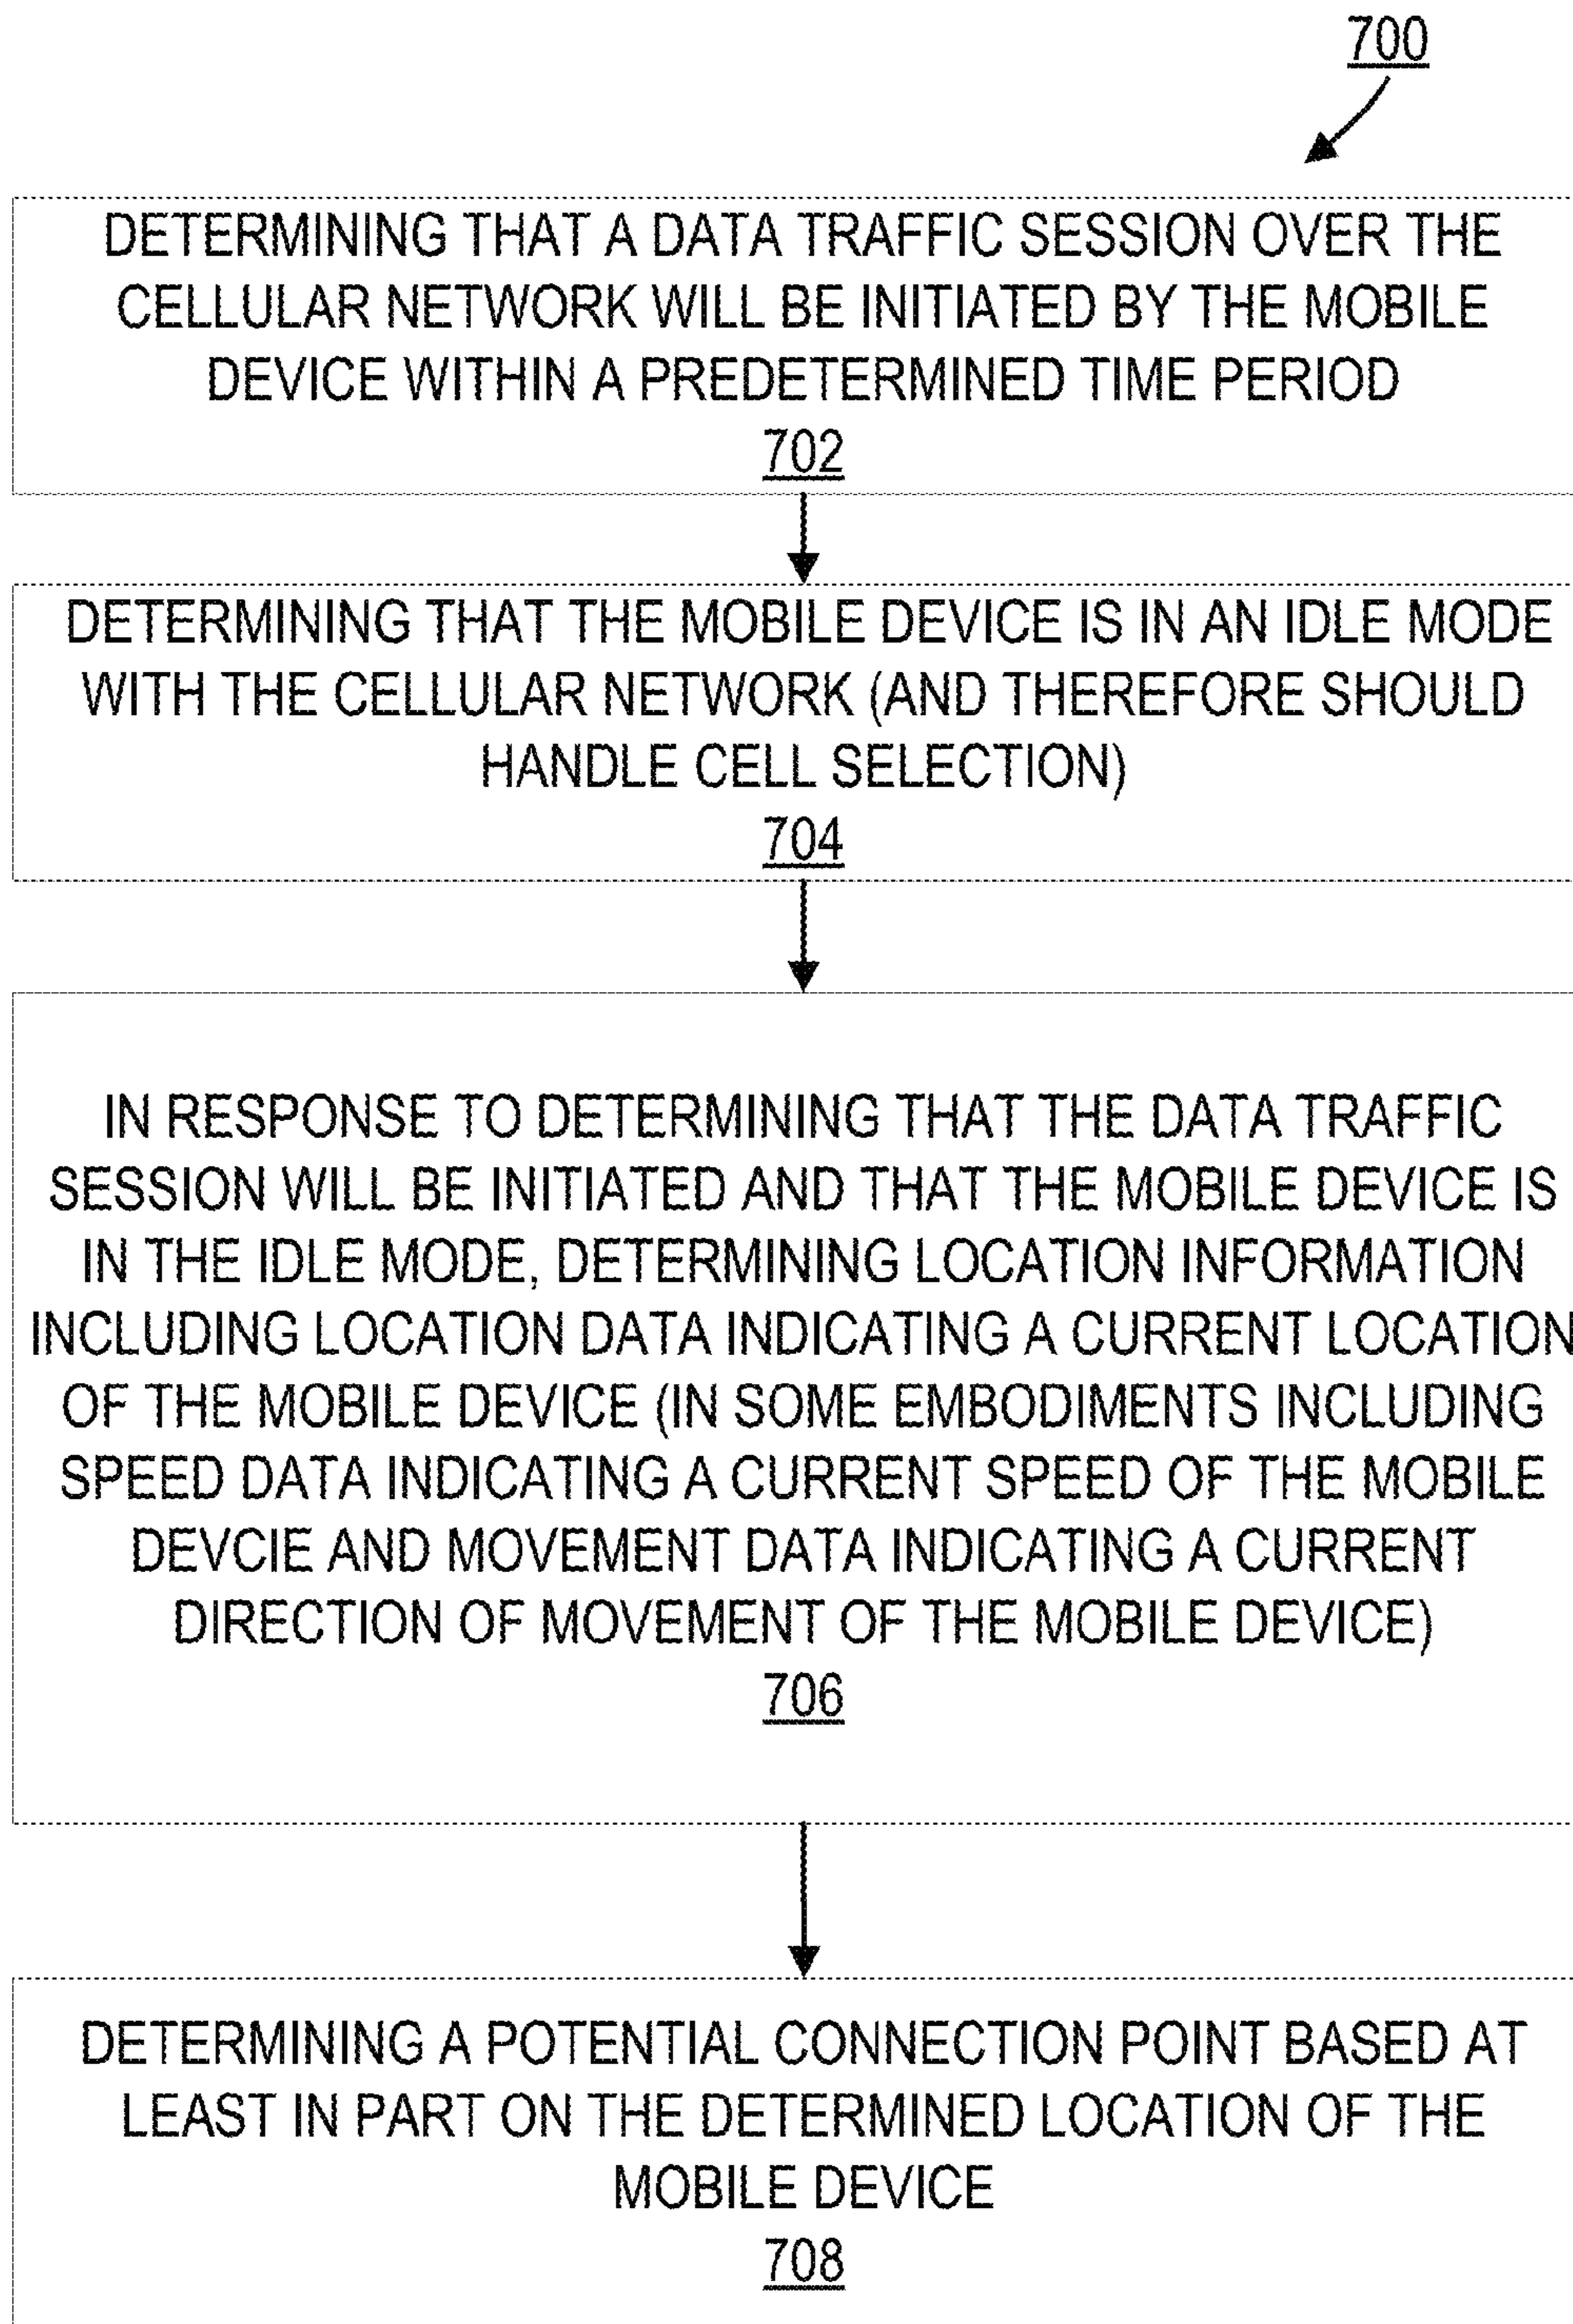 700
DETERMINING THAT A DATA TRAFFIC SESSION OVER THE
CELLULAR NETWORK WILL BE INITIATED BY THE MOBILE
DEVICE WITHIN A PREDETERMINED TIME PERIOD
702
DETERMINING THAT THE MOBILE DEVICE IS IN AN IDLE MODE
WITH THE CELLULAR NETWORK (AND THEREFORE SHOULD
HANDLE CELL SELECTION)
704
IN RESPONSE TO DETERMINING THAT THE DATA TRAFFIC
SESSION WILL BE INITIATED AND THAT THE MOBILE DEVICE IS
IN THE IDLE MODE, DETERMINING LOCATION INFORMATION
INCLUDING LOCATION DATA INDICATING A CURRENT LOCATION
OF THE MOBILE DEVICE (IN SOME EMBODIMENTS INCLUDING
SPEED DATA INDICATING A CURRENT SPEED OF THE MOBILE
DEVCIE AND MOVEMENT DATA INDICATING A CURRENT
DIRECTION OF MOVEMENT OF THE MOBILE DEVICE)
706
DETERMINING A POTENTIAL CONNECTION POINT BASED AT
LEAST IN PART ON THE DETERMINED LOCATION OF THE
MOBILE DEVICE
708